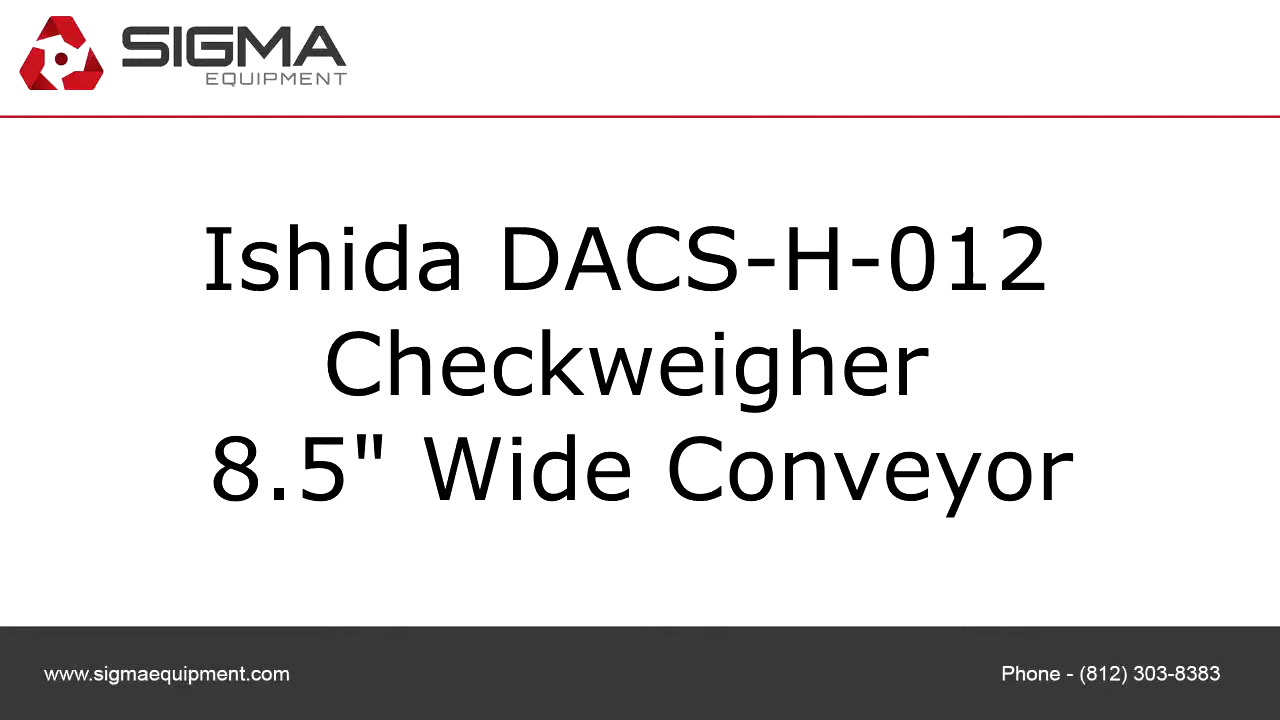 SIGMA
EQUIPMENT
Ishida DACS-H-012
Checkweigher
8.5" Wide Conveyor
www.sigmaequipment.com
Phone - (812) 303-8383